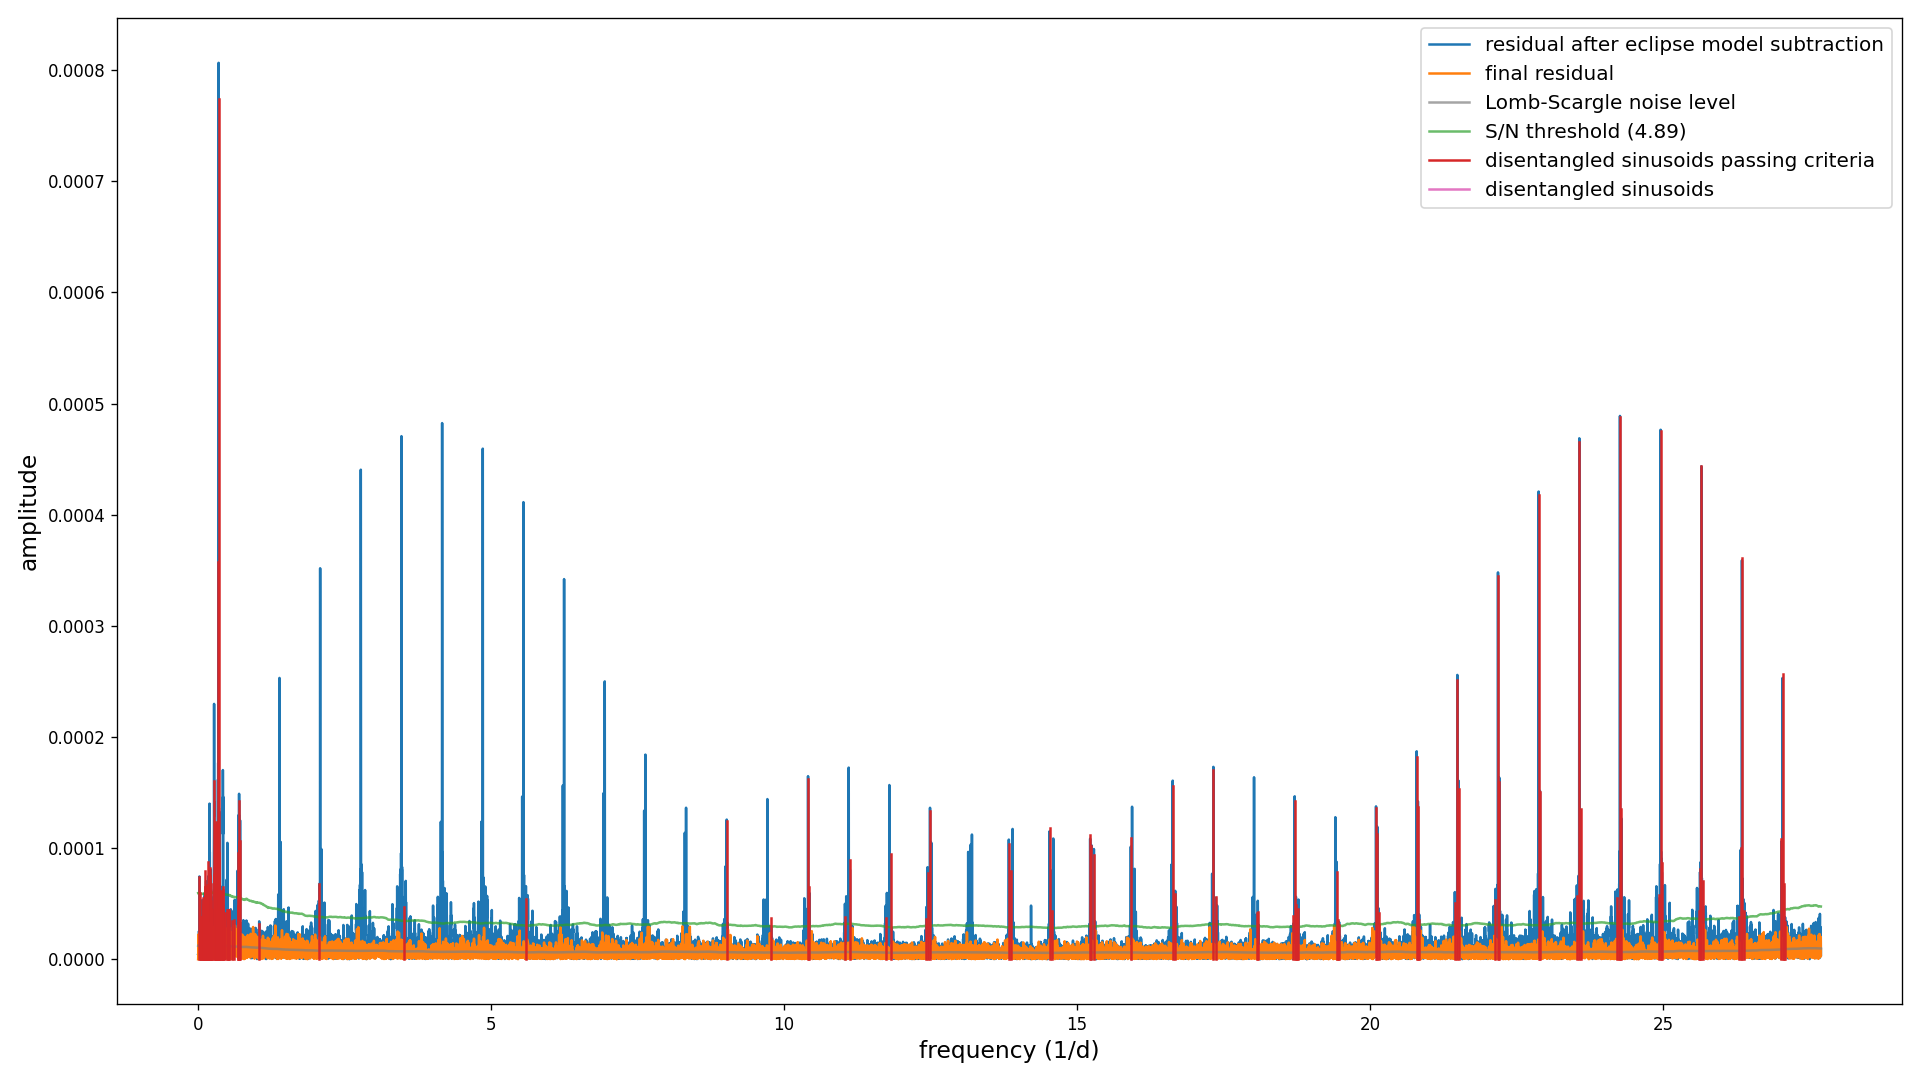 residual after eclipse model subtraction
final residual
Lomb-Scargle noise level
S/N threshold (4.89)
disentangled sinusoids passing criteria
disentangled sinusoids
amplitude
0.0008
0.0007
0.0006
0.0005
0.0004
0.0003
0.0002
0.0001
0.0000
0 5 10 15 20 25
frequency (1/d)